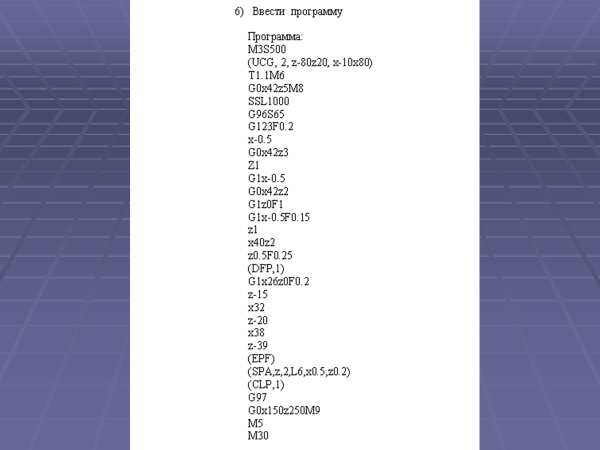 б) Ввести программу
Программа:
M3S500
(UCG, 2, z-80z20, x-10x80)
T1.1M6
G0x42z5M8
SSL1000
G96S65
G123F0.2
x-0.5
G0x42z3
Z1
G1x-0.5
G0x42z2
G1z0F1
G1x-0.5F0.15
z1
x40z2
z0.5F0.25
(DFP,1)
G1x26z0F0.2
z-15
x32
z-20
x38
z-39
(EPF)
(SPA,z,2,L6,x0.5,z0.2)
(CLP,1)
G97
G0x150z250M9
M5
M30